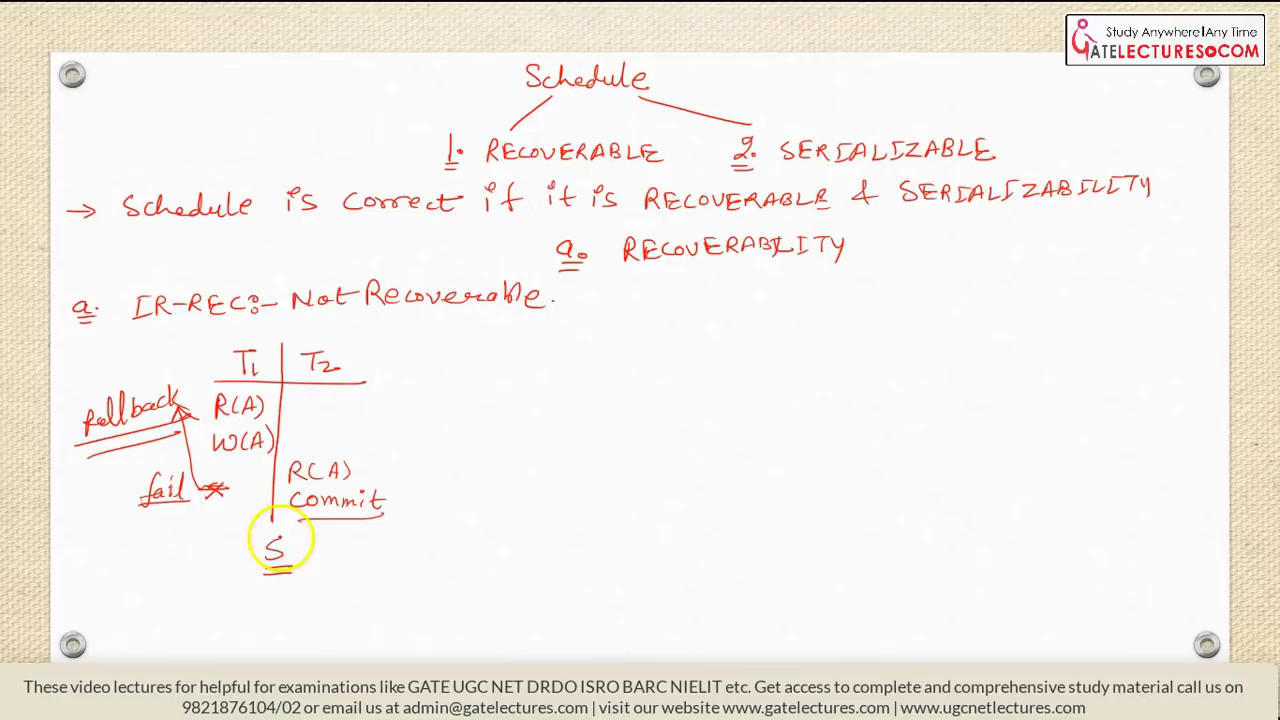 Study Anywhere|Any Time
GATELECTURES.COM
Schedule
1. RECOVERABLE 2. SERIALIZABLE
→ Schedule is correct if it is RECOVERABLE & SERIALIZABILITY
a. RECOVERABILITY
a. IR-REC:- Not Recoverable.
T1 T2
Rollback R(A)
W(A)
R(A)
fail Commit
S
These video lectures for helpful for examinations like GATE UGC NET DRDO ISRO BARC NIELIT etc. Get access to complete and comprehensive study material call us on
9821876104/02 or email us at admin@gatelectures.com | visit our website www.gatelectures.com | www.ugcnetlectures.com